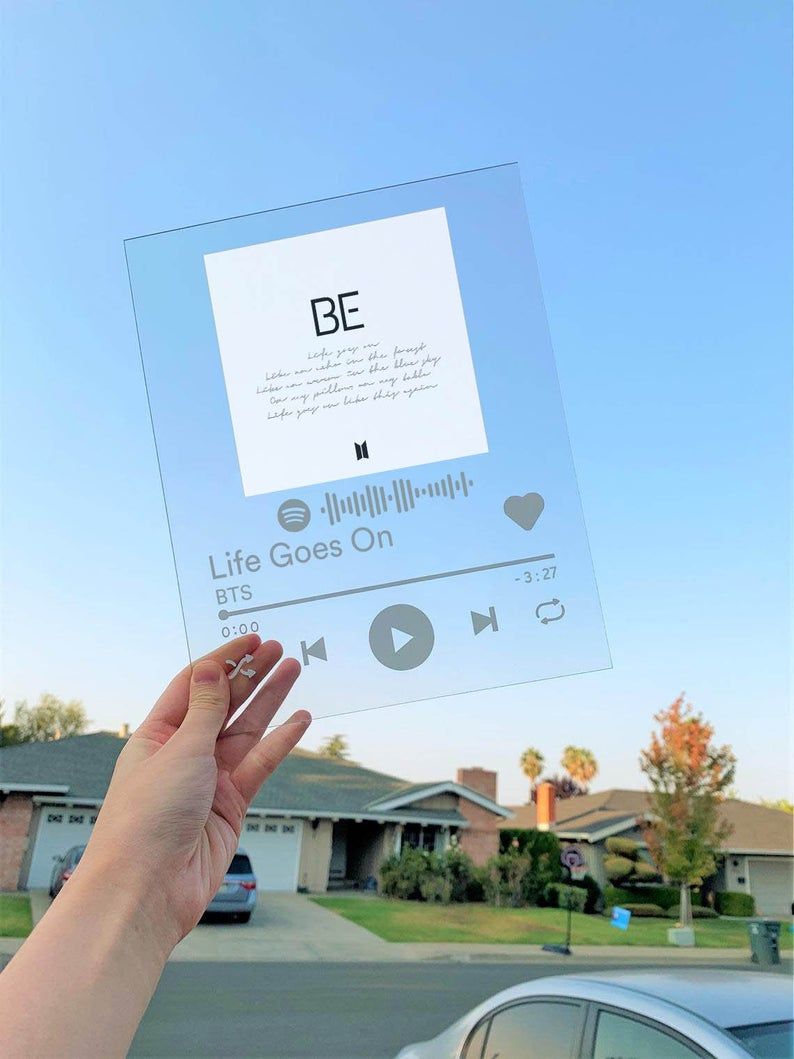 BE
Life goes on
Like an echo in the forest
Like an arrow in the blue sky
On my pillow, on my table
Life goes on like this again
Life Goes On
BTS
0:00
-3:27